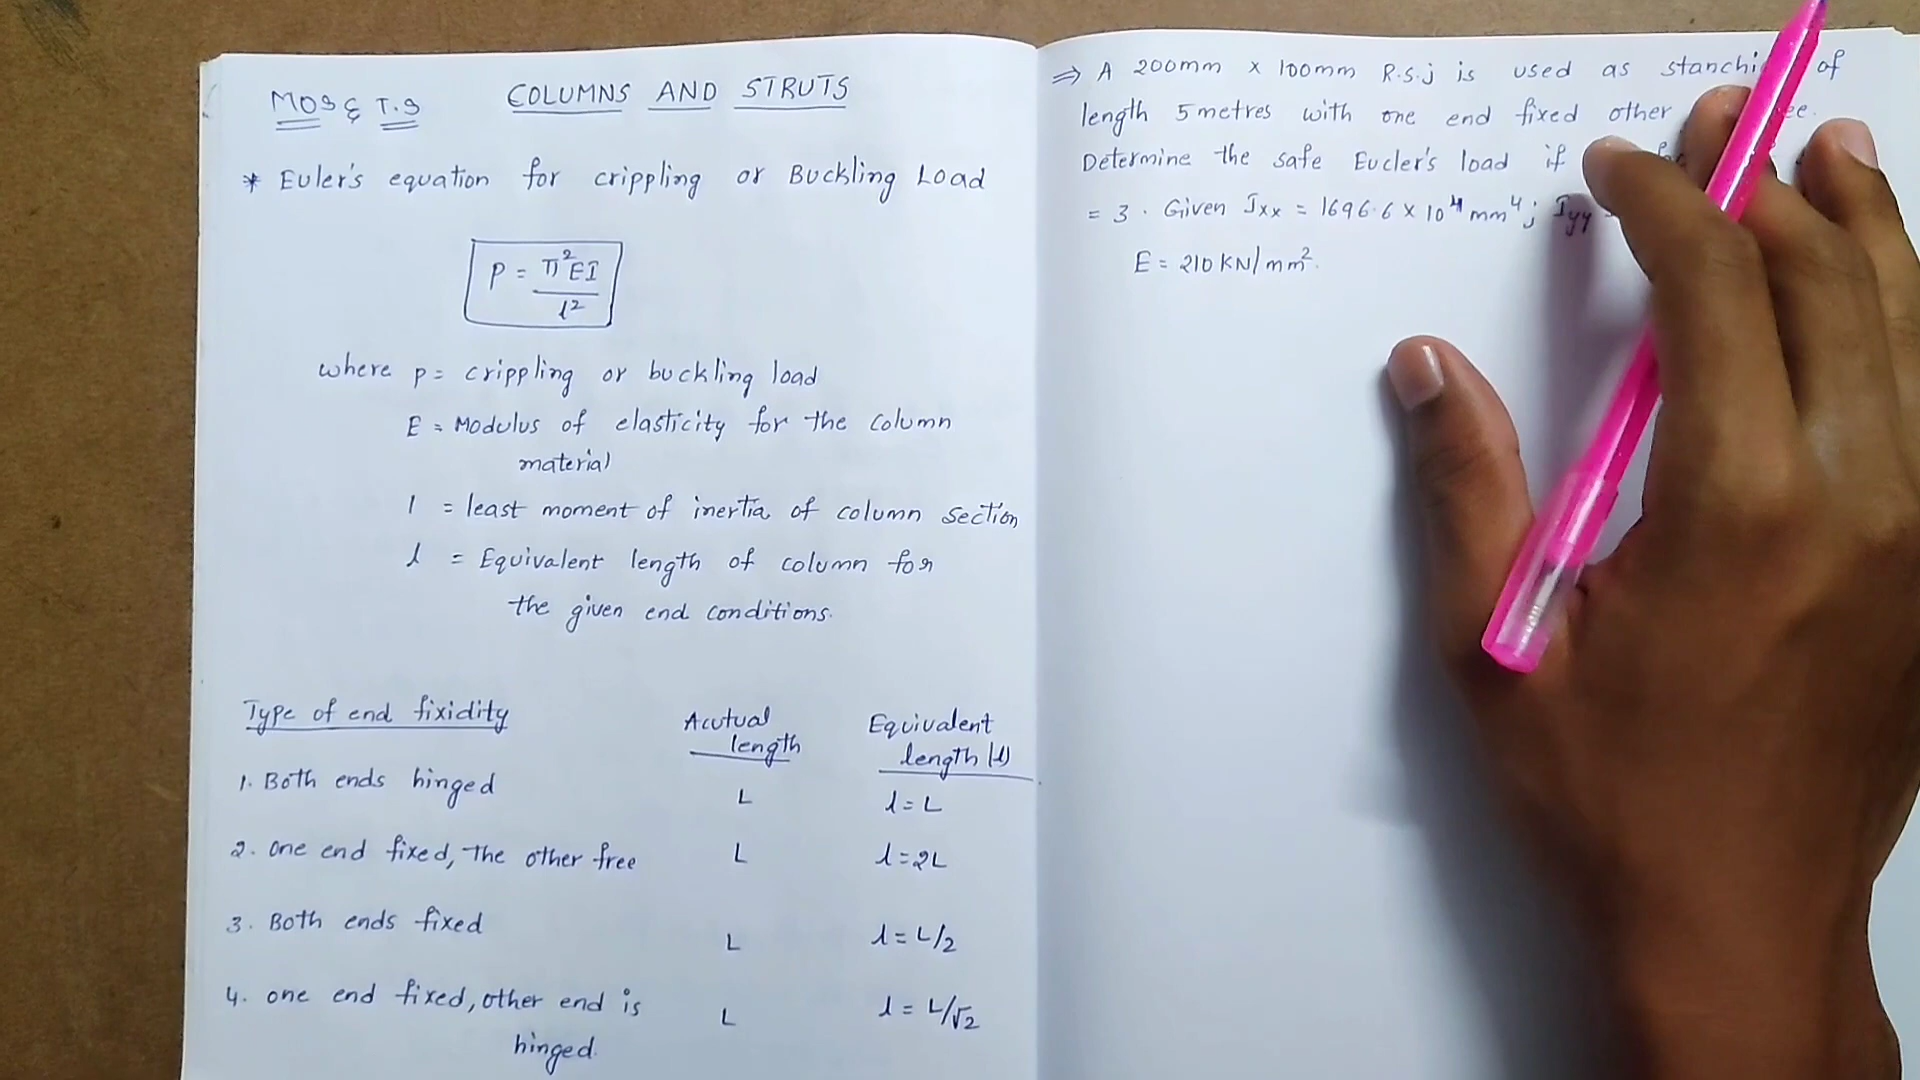 MOS & T.S
COLUMNS AND STRUTS
* Euler's equation for crippling or Buckling Load
P = π²EI / l²
where p = crippling or buckling load
E = Modulus of elasticity for the column
material
I = least moment of inertia of column section
l = Equivalent length of column for
the given end conditions.
Type of end fixidity
Acutual length
Equivalent length (l)
1. Both ends hinged L l = L
2. one end fixed, the other free L l = 2L
3. Both ends fixed L l = L/2
4. one end fixed, other end is L l = L/√2
hinged.
⇒ A 200mm x 100mm R.S.j is used as of
length 5 metres with one end fixed other
Determine the safe Eucler's load if
= 3. Given Ixx = 1696.6 x 10⁴ mm⁴; Iyy
E = 210 KN/mm².